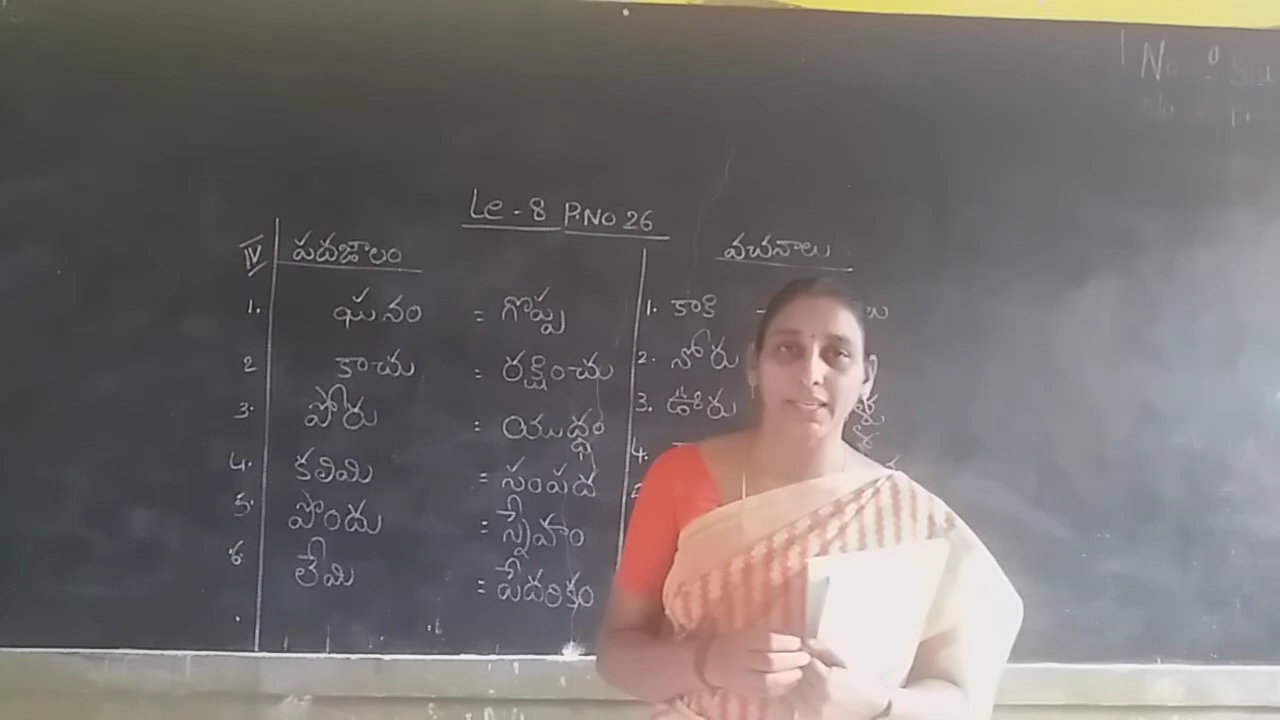 Le - 8 P.No 26
IV పదజాలం
1. ఘనం = గొప్ప
2 కాచు = రక్షించు
3. పోరు = యుద్ధం
4. కలిమి = సంపద
5. పొందు = స్నేహం
6 లేమి = పేదరికం
వచనాలు
1. కాకి - లు
2. నోరు
3. ఊరు
4.